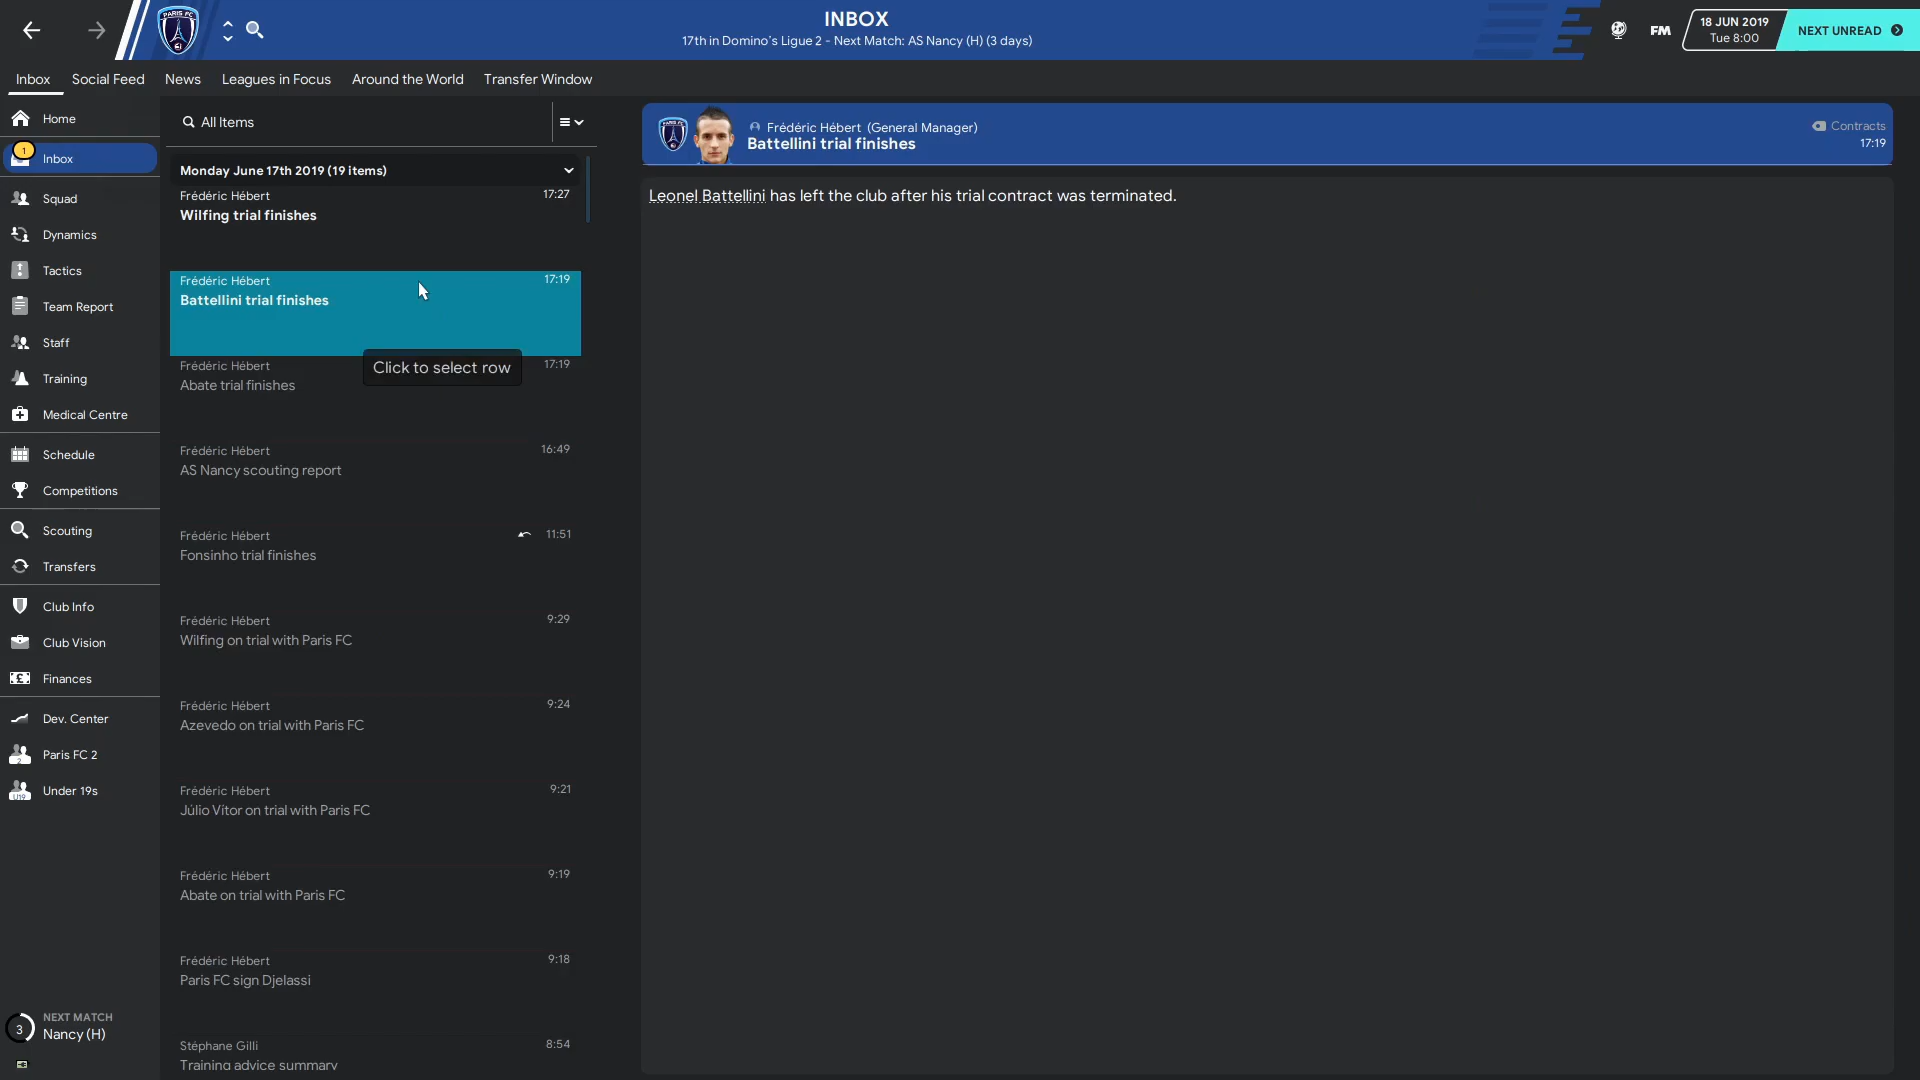 INBOX
17th in Domino's Ligue 2 - Next Match: AS Nancy (H) (3 days)
FM
18 JUN 2019
Tue 8:00
NEXT UNREAD
PARIS FC
Inbox
Social Feed
News
Leagues in Focus
Around the World
Transfer Window
Home
1
Inbox
Squad
Dynamics
Tactics
Team Report
Staff
Training
Medical Centre
Schedule
Competitions
Scouting
Transfers
Club Info
Club Vision
Finances
Dev. Center
2
Paris FC 2
U19
Under 19s
3
NEXT MATCH
Nancy (H)
All Items
Monday June 17th 2019 (19 items)
Frédéric Hébert 17:27
Wilfing trial finishes
Frédéric Hébert 17:19
Battellini trial finishes
Click to select row
Frédéric Hébert 17:19
Abate trial finishes
Frédéric Hébert 16:49
AS Nancy scouting report
Frédéric Hébert 11:51
Fonsinho trial finishes
Frédéric Hébert 9:29
Wilfing on trial with Paris FC
Frédéric Hébert 9:24
Azevedo on trial with Paris FC
Frédéric Hébert 9:21
Júlio Vítor on trial with Paris FC
Frédéric Hébert 9:19
Abate on trial with Paris FC
Frédéric Hébert 9:18
Paris FC sign Djelassi
Stéphane Gilli 8:54
Training advice summary
PARIS FC
Frédéric Hébert (General Manager)
Battellini trial finishes
Contracts
17:19
Leonel Battellini has left the club after his trial contract was terminated.